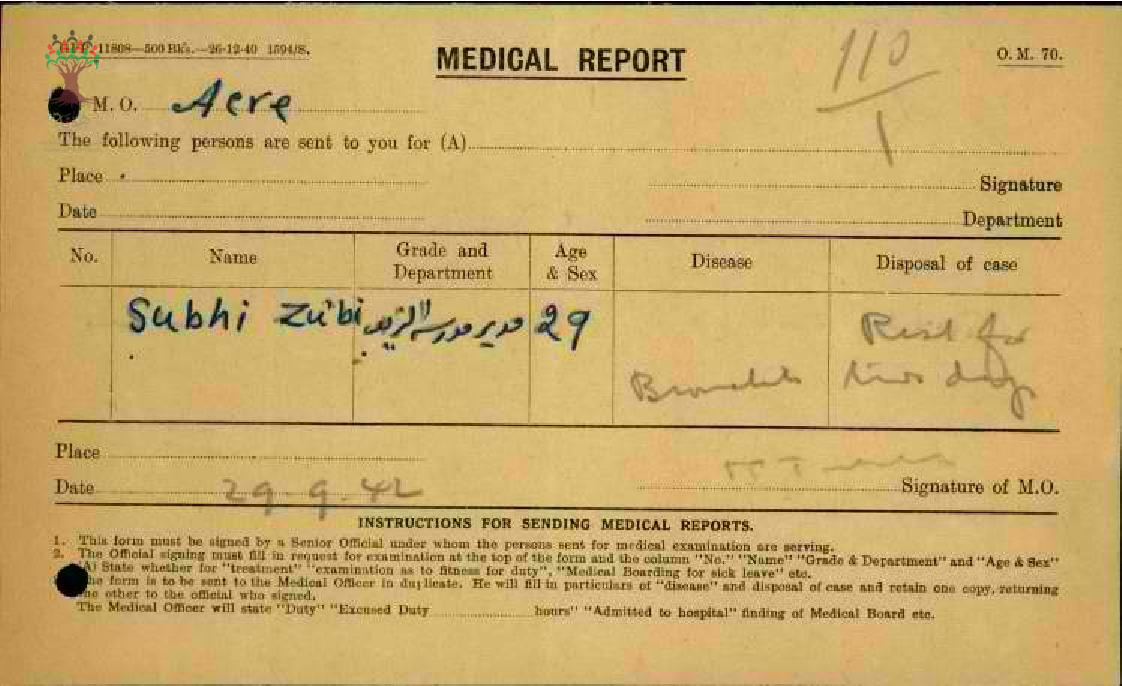 11808—500 Bk's.—26-12-40 1594/S.
MEDICAL REPORT
110
1
O. M. 70.
M. O. Acre
The following persons are sent to you for (A)
Place
Signature
Date
Department
No. Name Grade and Department Age & Sex Disease Disposal of case
Subhi Zu'bi مدير مدرسة الزيب 29 Bronchitis Rest for two days
Place
Date 29-9-42
Signature of M.O.
INSTRUCTIONS FOR SENDING MEDICAL REPORTS.
1. This form must be signed by a Senior Official under whom the persons sent for medical examination are serving.
2. The Official signing must fill in request for examination at the top of the form and the column "No." "Name" "Grade & Department" and "Age & Sex"
(A) State whether for "treatment" "examination as to fitness for duty", "Medical Boarding for sick leave" etc.
he form is to be sent to the Medical Officer in duplicate. He will fill in particulars of "disease" and disposal of case and retain one copy, returning
ne other to the official who signed.
The Medical Officer will state "Duty" "Excused Duty hours" "Admitted to hospital" finding of Medical Board etc.